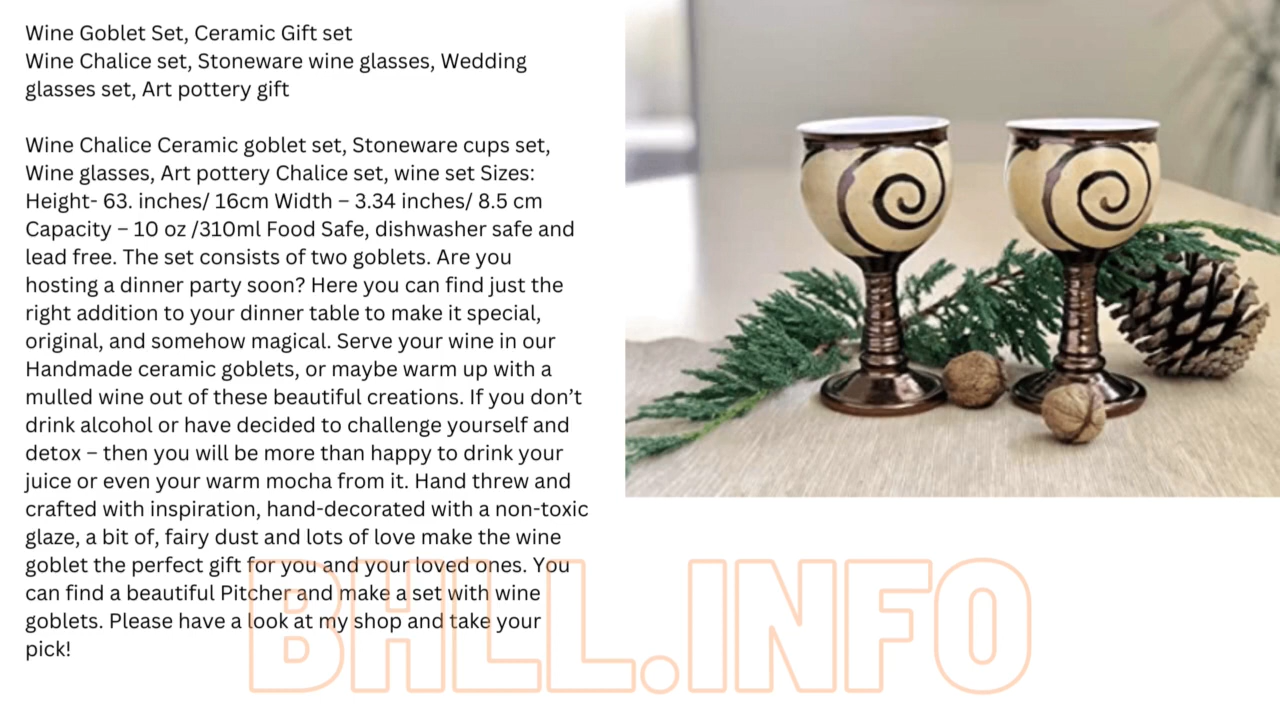 Wine Goblet Set, Ceramic Gift set
Wine Chalice set, Stoneware wine glasses, Wedding
glasses set, Art pottery gift
Wine Chalice Ceramic goblet set, Stoneware cups set,
Wine glasses, Art pottery Chalice set, wine set Sizes:
Height- 63. inches/ 16cm Width – 3.34 inches/ 8.5 cm
Capacity – 10 oz /310ml Food Safe, dishwasher safe and
lead free. The set consists of two goblets. Are you
hosting a dinner party soon? Here you can find just the
right addition to your dinner table to make it special,
original, and somehow magical. Serve your wine in our
Handmade ceramic goblets, or maybe warm up with a
mulled wine out of these beautiful creations. If you don’t
drink alcohol or have decided to challenge yourself and
detox – then you will be more than happy to drink your
juice or even your warm mocha from it. Hand threw and
crafted with inspiration, hand-decorated with a non-toxic
glaze, a bit of, fairy dust and lots of love make the wine
goblet the perfect gift for you and your loved ones. You
can find a beautiful Pitcher and make a set with wine
goblets. Please have a look at my shop and take your
pick!
BHLL.INFO